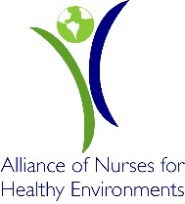 Alliance of Nurses for
Healthy Environments